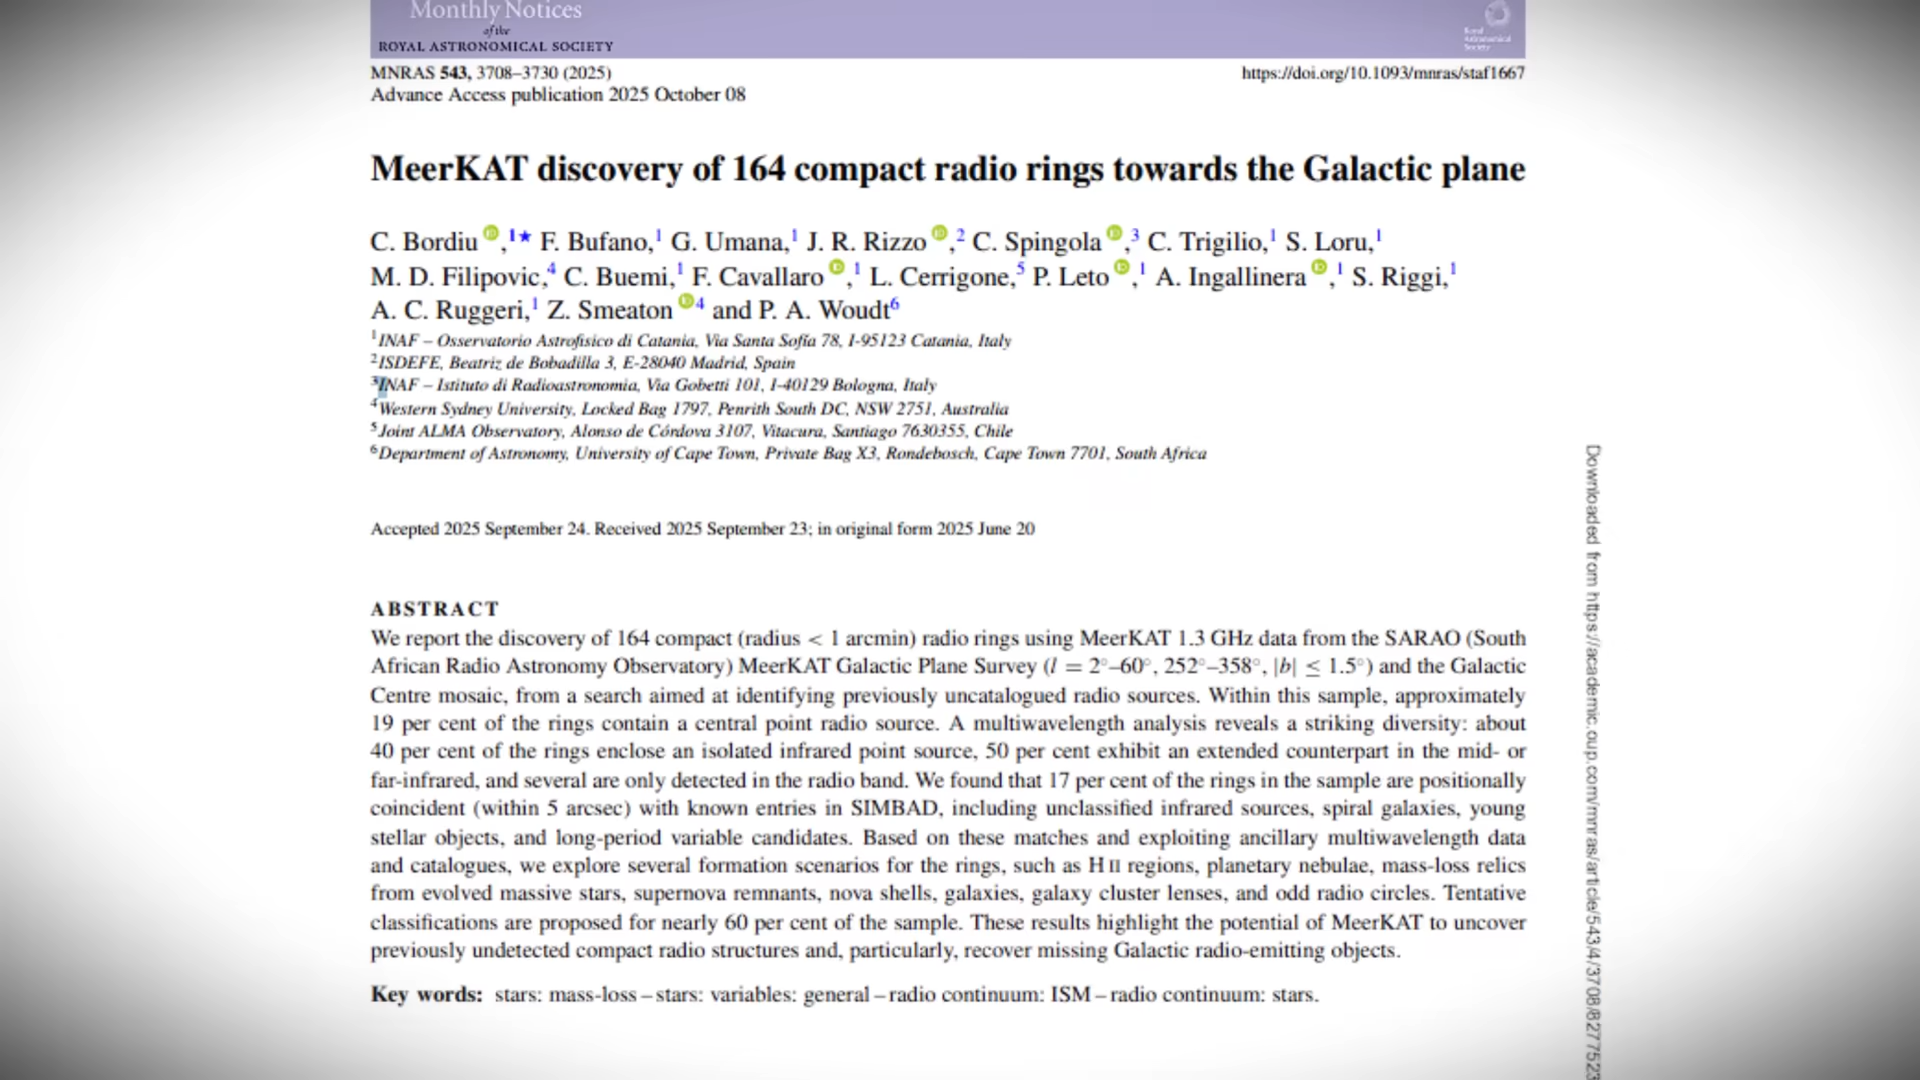 Monthly Notices
of the
ROYAL ASTRONOMICAL SOCIETY
Royal
Astronomical
Society
MNRAS 543, 3708–3730 (2025)
https://doi.org/10.1093/mnras/staf1667
Advance Access publication 2025 October 08
MeerKAT discovery of 164 compact radio rings towards the Galactic plane
C. Bordiu iD,1★ F. Bufano,1 G. Umana,1 J. R. Rizzo iD,2 C. Spingola iD,3 C. Trigilio,1 S. Loru,1
M. D. Filipovic,4 C. Buemi,1 F. Cavallaro iD,1 L. Cerrigone,5 P. Leto iD,1 A. Ingallinera iD,1 S. Riggi,1
A. C. Ruggeri,1 Z. Smeaton iD4 and P. A. Woudt6
1INAF – Osservatorio Astrofisico di Catania, Via Santa Sofía 78, I-95123 Catania, Italy
2ISDEFE, Beatriz de Bobadilla 3, E-28040 Madrid, Spain
3INAF – Istituto di Radioastronomia, Via Gobetti 101, I-40129 Bologna, Italy
4Western Sydney University, Locked Bag 1797, Penrith South DC, NSW 2751, Australia
5Joint ALMA Observatory, Alonso de Córdova 3107, Vitacura, Santiago 7630355, Chile
6Department of Astronomy, University of Cape Town, Private Bag X3, Rondebosch, Cape Town 7701, South Africa
Accepted 2025 September 24. Received 2025 September 23; in original form 2025 June 20
ABSTRACT
We report the discovery of 164 compact (radius < 1 arcmin) radio rings using MeerKAT 1.3 GHz data from the SARAO (South
African Radio Astronomy Observatory) MeerKAT Galactic Plane Survey (l = 2°–60°, 252°–358°, |b| ≤ 1.5°) and the Galactic
Centre mosaic, from a search aimed at identifying previously uncatalogued radio sources. Within this sample, approximately
19 per cent of the rings contain a central point radio source. A multiwavelength analysis reveals a striking diversity: about
40 per cent of the rings enclose an isolated infrared point source, 50 per cent exhibit an extended counterpart in the mid- or
far-infrared, and several are only detected in the radio band. We found that 17 per cent of the rings in the sample are positionally
coincident (within 5 arcsec) with known entries in SIMBAD, including unclassified infrared sources, spiral galaxies, young
stellar objects, and long-period variable candidates. Based on these matches and exploiting ancillary multiwavelength data
and catalogues, we explore several formation scenarios for the rings, such as H II regions, planetary nebulae, mass-loss relics
from evolved massive stars, supernova remnants, nova shells, galaxies, galaxy cluster lenses, and odd radio circles. Tentative
classifications are proposed for nearly 60 per cent of the sample. These results highlight the potential of MeerKAT to uncover
previously undetected compact radio structures and, particularly, recover missing Galactic radio-emitting objects.
Key words: stars: mass-loss – stars: variables: general – radio continuum: ISM – radio continuum: stars.
Downloaded from https://academic.oup.com/mnras/article/543/4/3708/8277523